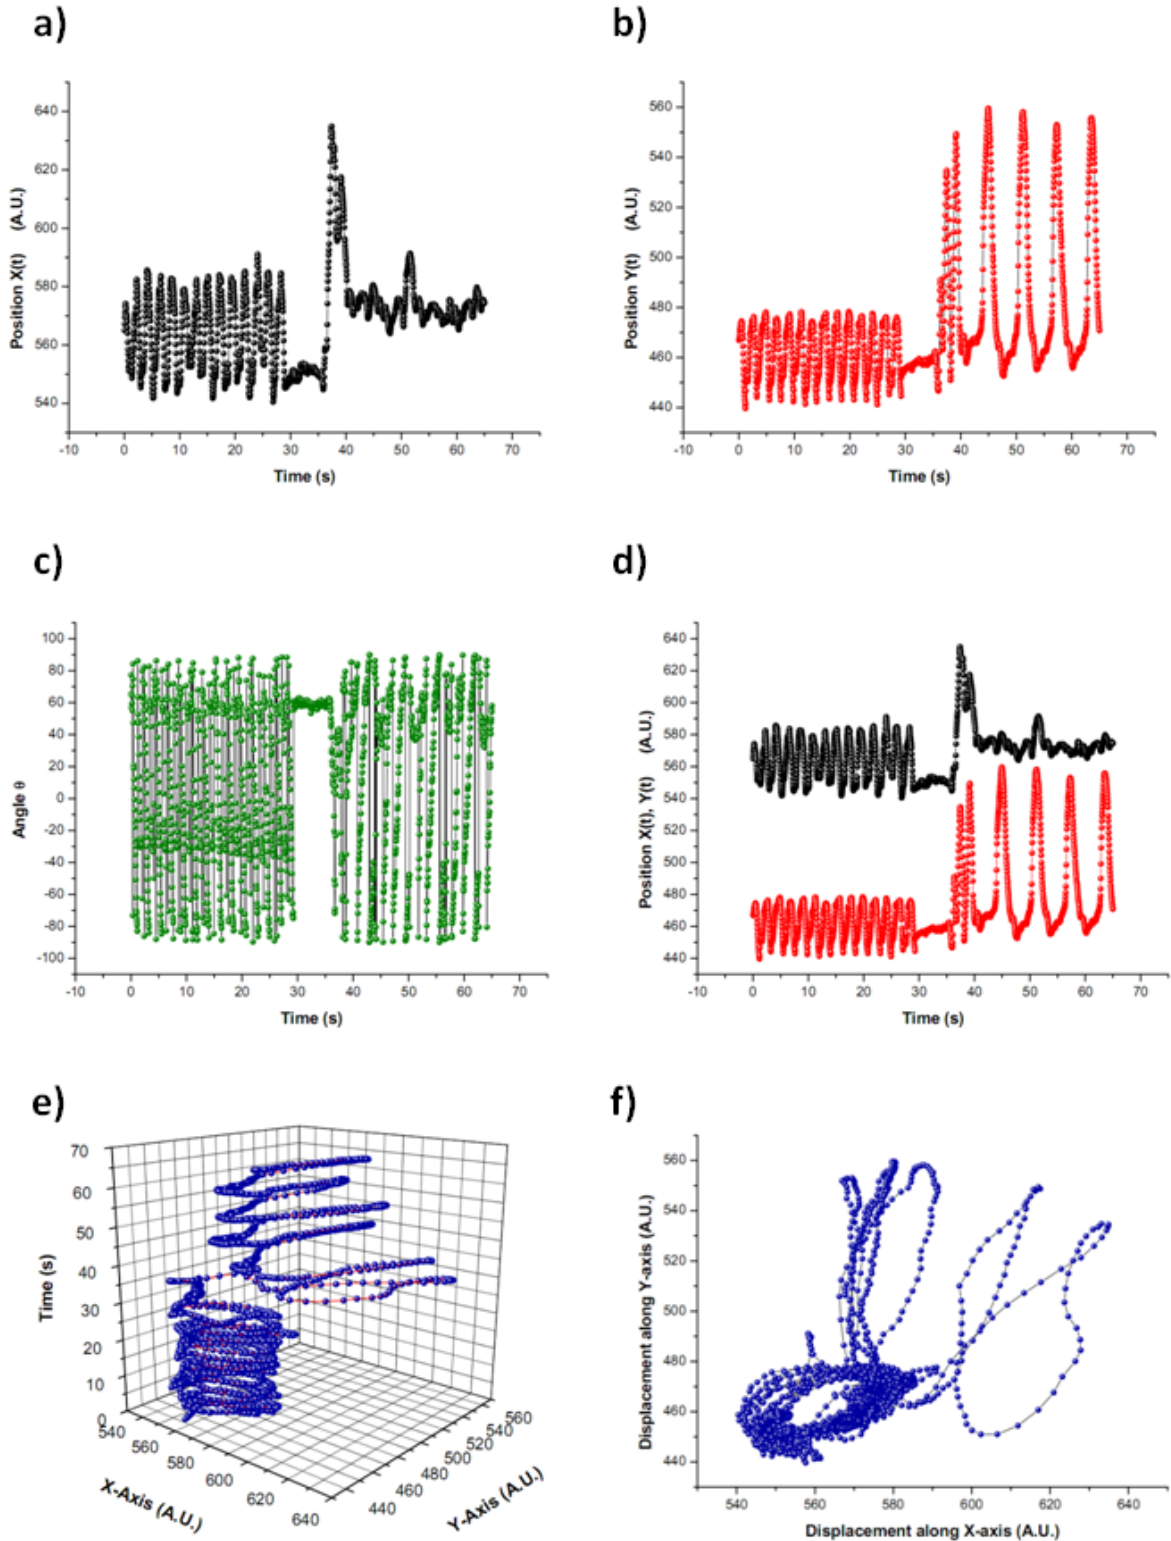 a)
640
620
600
580
560
540
Position X(t) (A.U.)
-10 0 10 20 30 40 50 60 70
Time (s)
b)
560
540
520
500
480
460
440
Position Y(t) (A.U.)
-10 0 10 20 30 40 50 60 70
Time (s)
c)
100
80
60
40
20
0
-20
-40
-60
-80
-100
Angle θ
-10 0 10 20 30 40 50 60 70
Time (s)
d)
640
620
600
580
560
540
520
500
480
460
440
Position X(t), Y(t) (A.U.)
-10 0 10 20 30 40 50 60 70
Time (s)
e)
70
60
50
40
30
20
10
0
Time (s)
540
560
580
600
620
640
X-Axis (A.U.)
440
460
480
500
520
540
560
Y-Axis (A.U.)
f)
560
540
520
500
480
460
440
Displacement along Y-axis (A.U.)
540 560 580 600 620 640
Displacement along X-axis (A.U.)